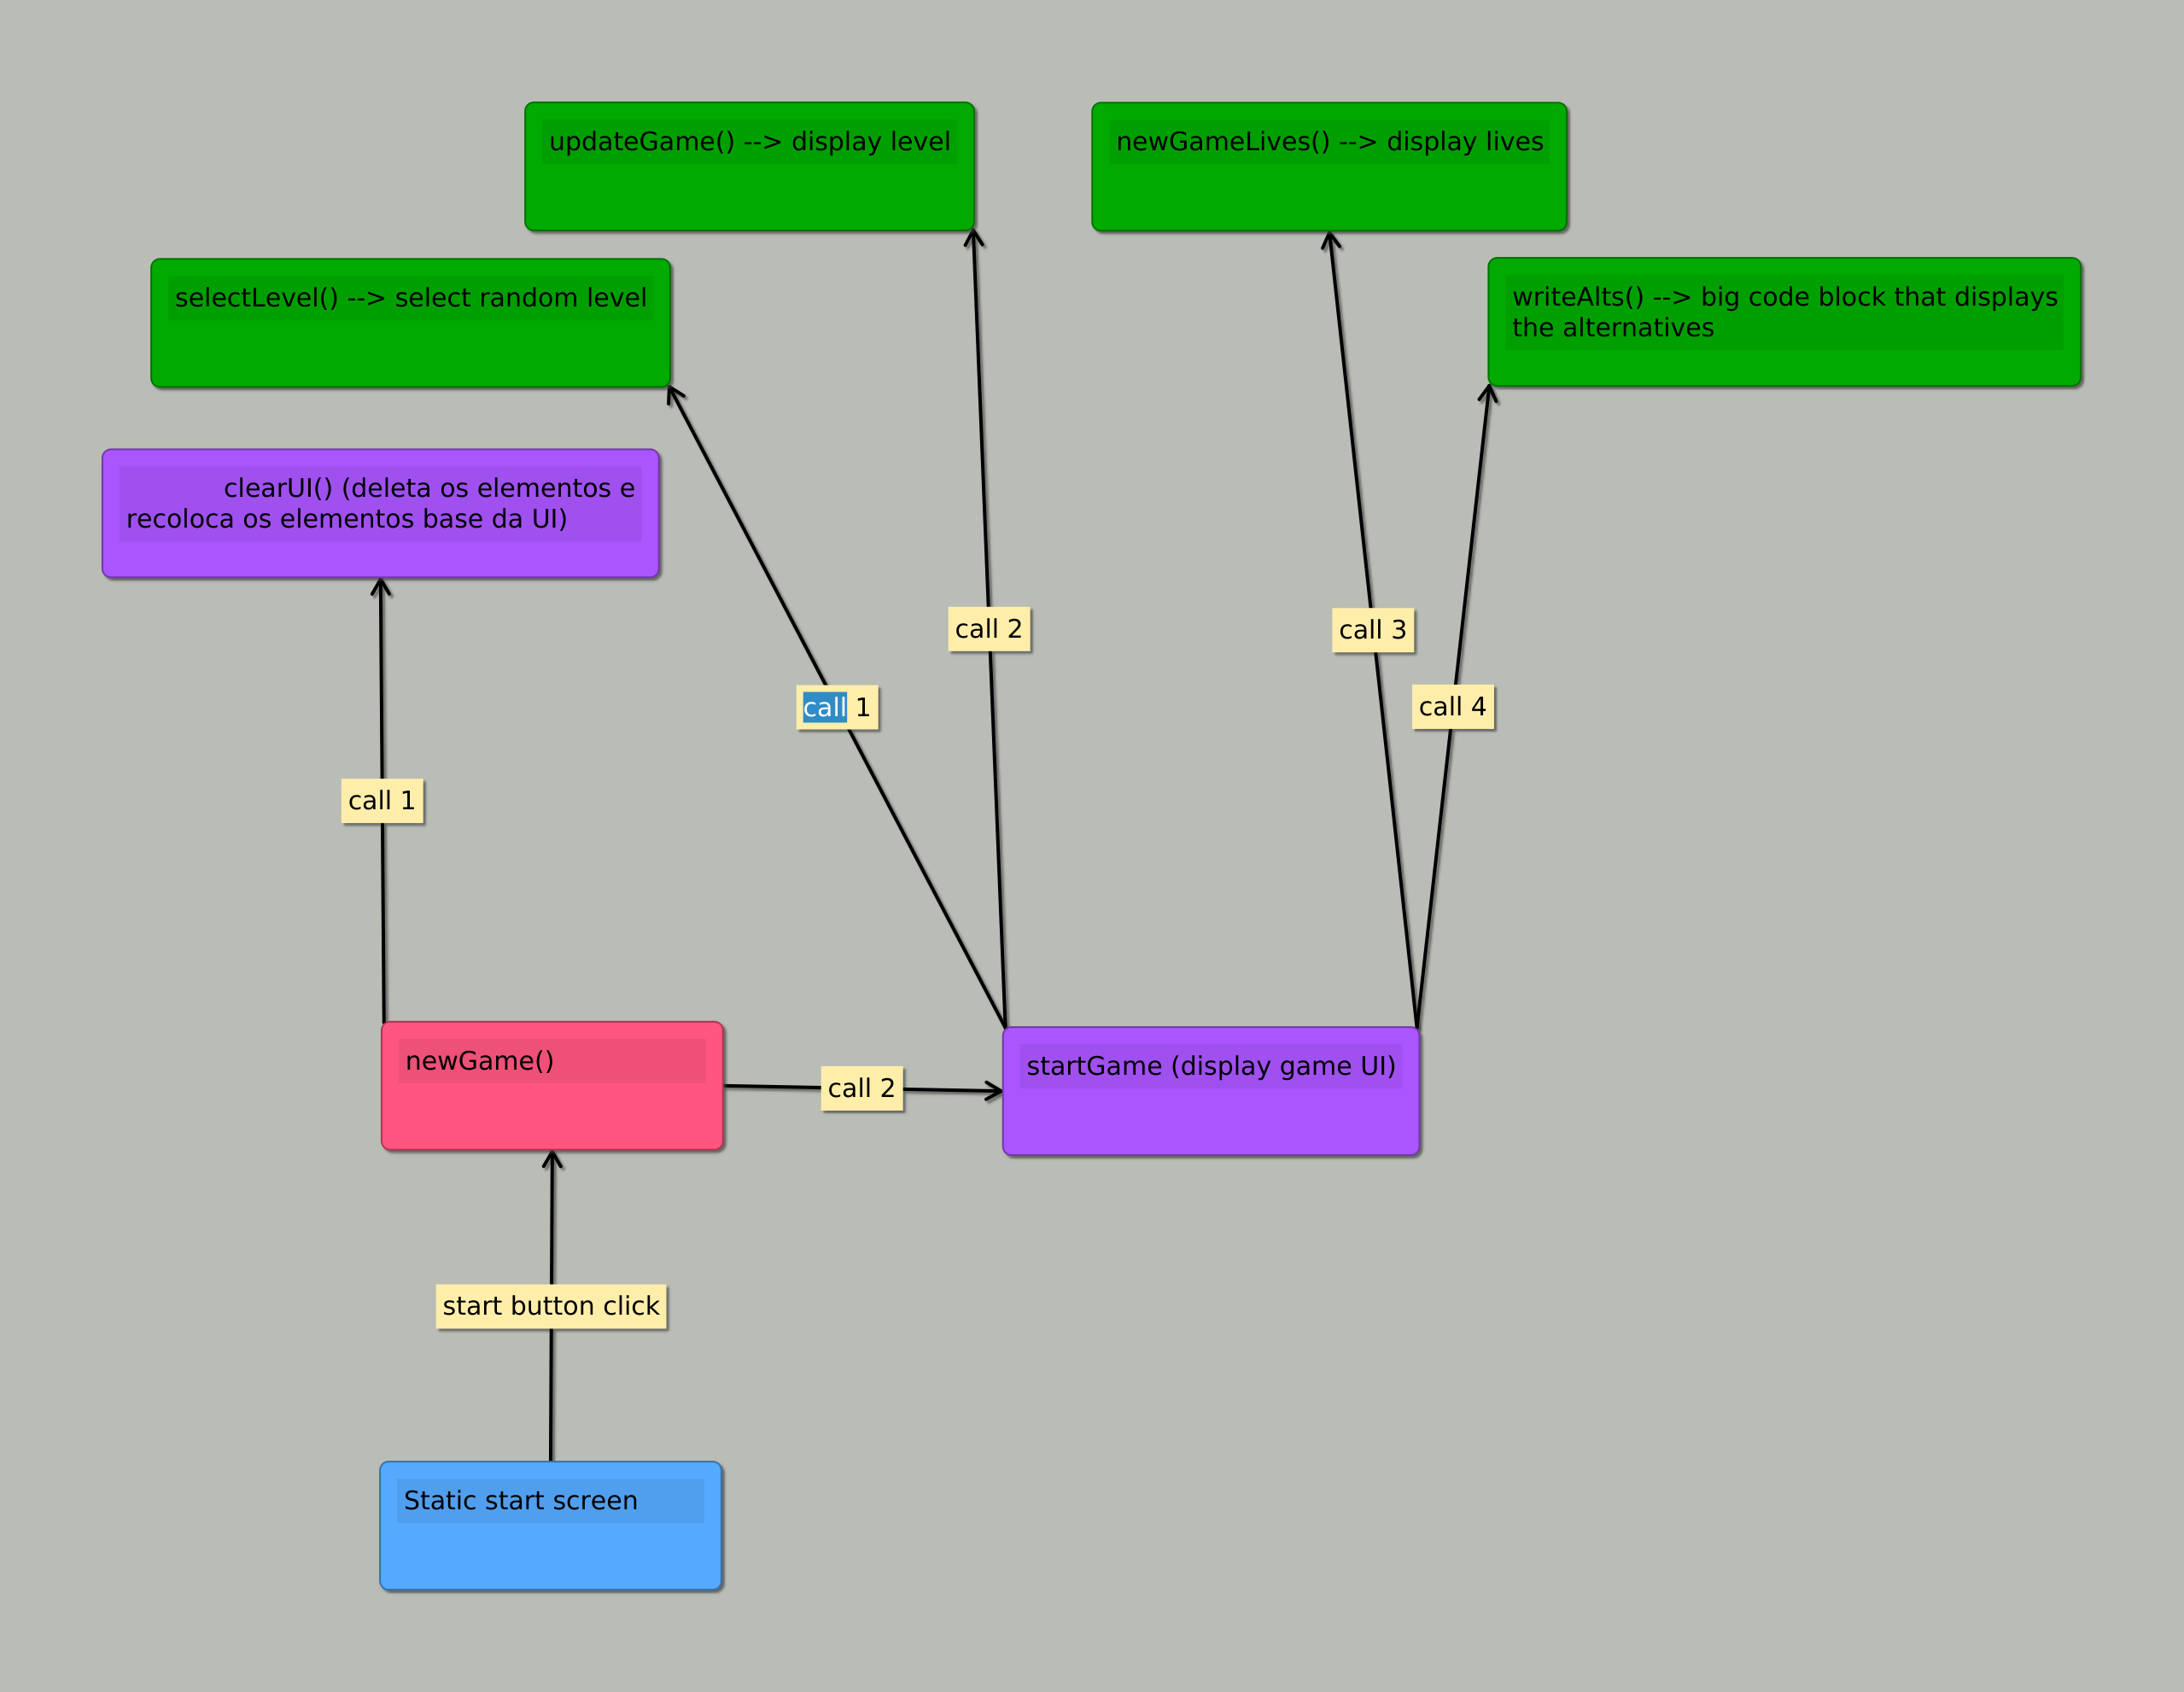 updateGame() --> display level
newGameLives() --> display lives
selectLevel() --> select random level
writeAlts() --> big code block that displays
the alternatives
clearUI() (deleta os elementos e
recoloca os elementos base da UI)
call 2
call 3
call 1
call 4
call 1
newGame()
call 2
startGame (display game UI)
start button click
Static start screen